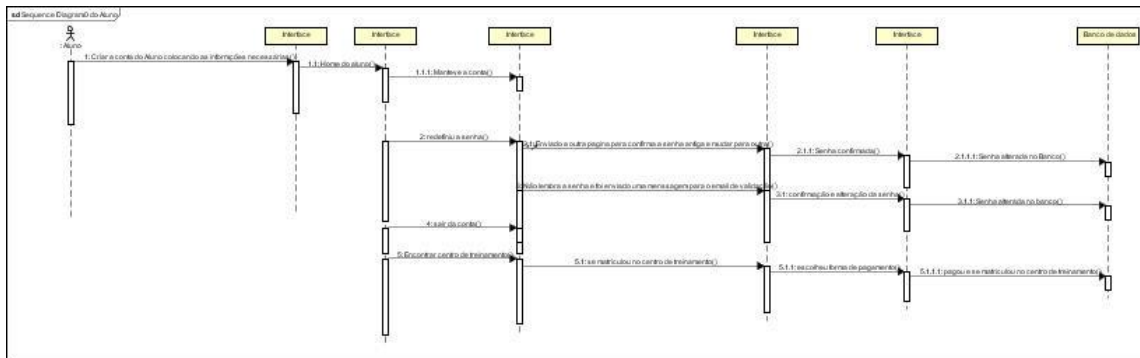 sd Sequence Diagram0 do Aluno
: Aluno
Interface
Interface
Interface
Interface
Interface
Banco de dados
1: Criar a conta do Aluno colocando as informções necessárias()
1.1: Home do aluno()
1.1.1: Manteve a conta()
2: redefiniu a senha()
2.1: Enviado a outra pagina para confirma a senha antiga e mudar para outra()
2.1.1: Senha confirmada()
2.1.1.1: Senha alterada no Banco()
Não lembra a senha e foi enviado uma mensagem para o email de validação()
3.1: confirmação e alteração da senha()
3.1.1: Senha alterada no banco()
4: sair da conta()
5: Encontrar centro de treinamento()
5.1: se matriculou no centro de treinamento()
5.1.1: escolheu forma de pagamento()
5.1.1.1: pagou e se matriculou no centro de treinamento()